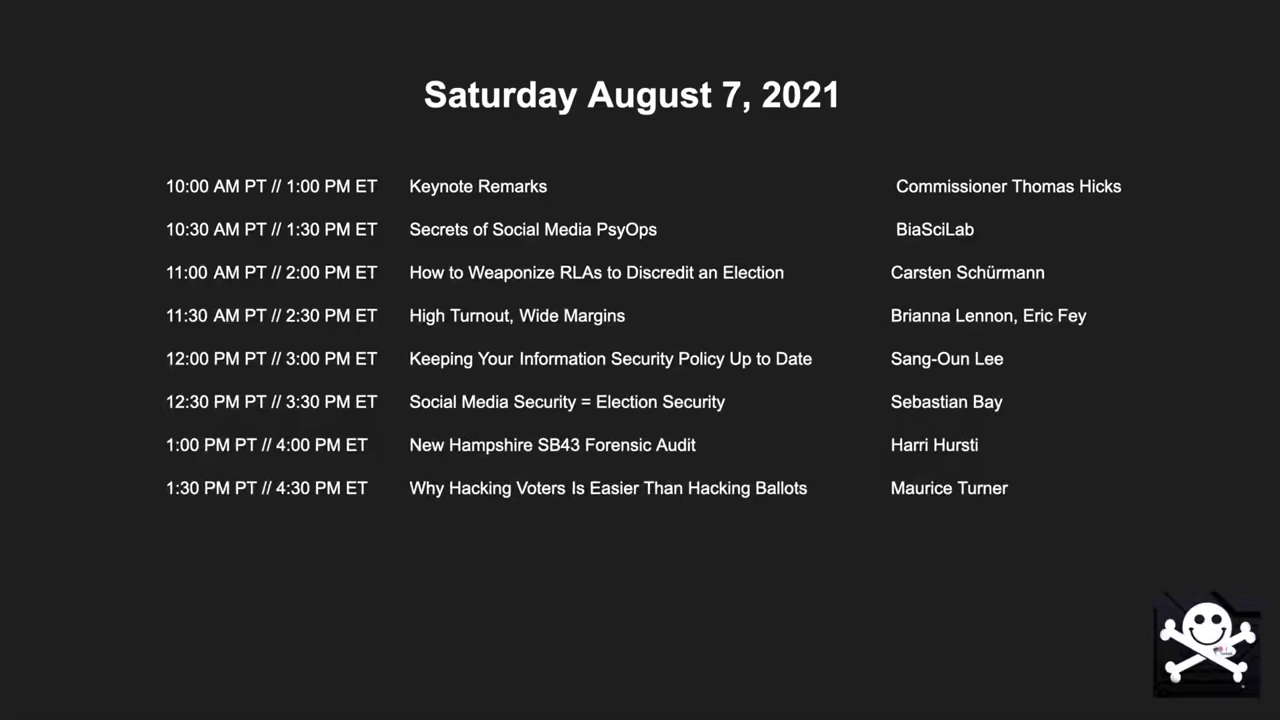 Saturday August 7, 2021
10:00 AM PT // 1:00 PM ET Keynote Remarks Commissioner Thomas Hicks
10:30 AM PT // 1:30 PM ET Secrets of Social Media PsyOps BiaSciLab
11:00 AM PT // 2:00 PM ET How to Weaponize RLAs to Discredit an Election Carsten Schürmann
11:30 AM PT // 2:30 PM ET High Turnout, Wide Margins Brianna Lennon, Eric Fey
12:00 PM PT // 3:00 PM ET Keeping Your Information Security Policy Up to Date Sang-Oun Lee
12:30 PM PT // 3:30 PM ET Social Media Security = Election Security Sebastian Bay
1:00 PM PT // 4:00 PM ET New Hampshire SB43 Forensic Audit Harri Hursti
1:30 PM PT // 4:30 PM ET Why Hacking Voters Is Easier Than Hacking Ballots Maurice Turner